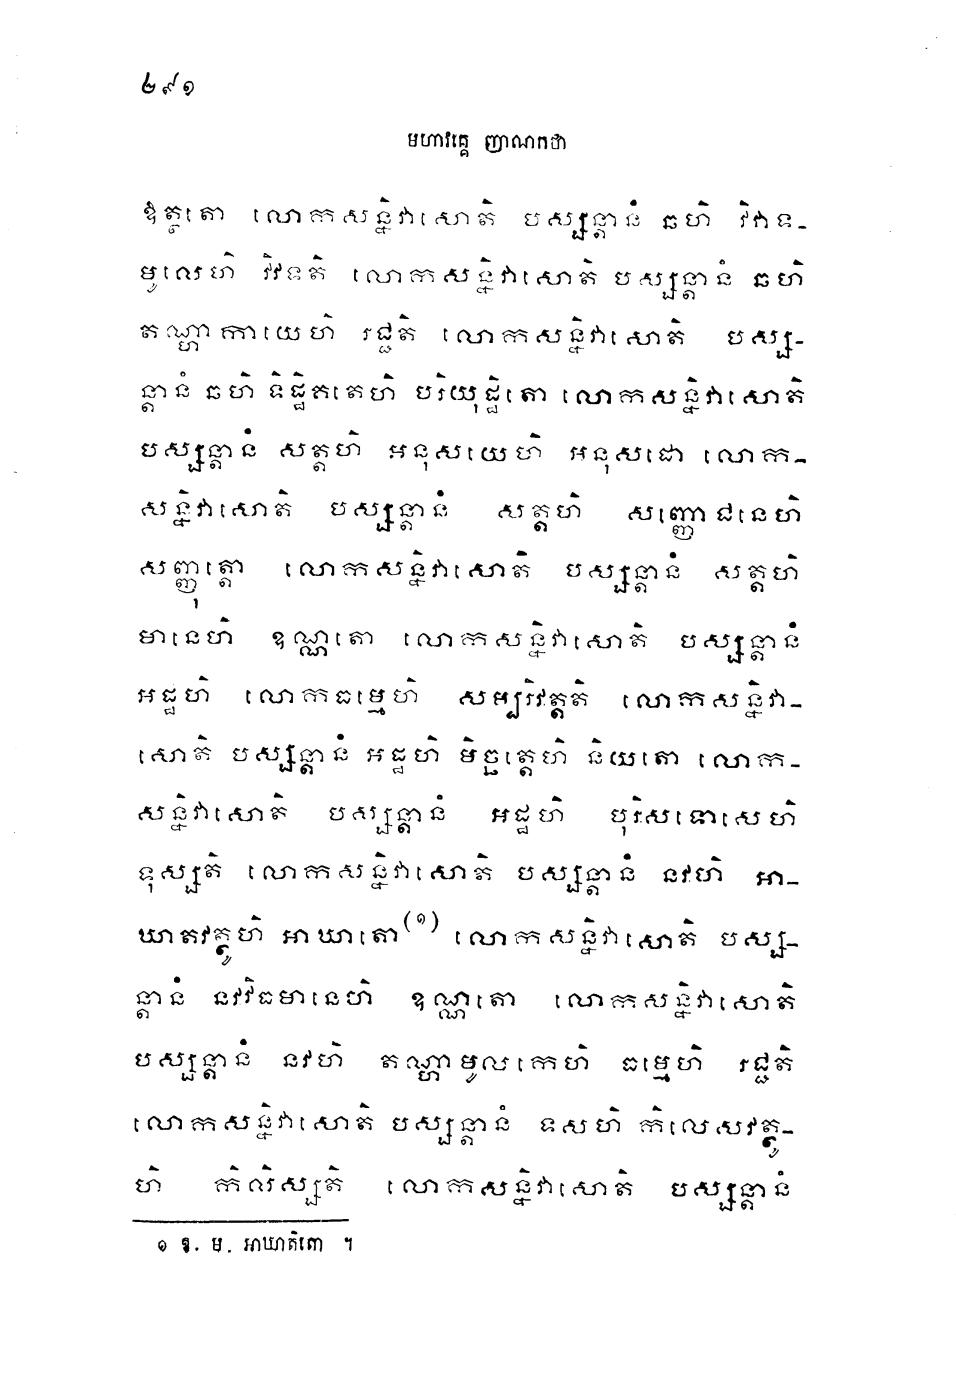 ២៩១
មហាវគ្គេ ញាណកថា
ឱត្ថតោ លោកសន្និវាសោតិ បស្សន្តានំ ឆហិ វិវាទ-
មូលេហិ វិវទតិ លោកសន្និវាសោតិ បស្សន្តានំ ឆហិ
តណ្ហាកាយេហិ រជ្ជតិ លោកសន្និវាសោតិ បស្ស-
ន្តានំ ឆហិ ទិដ្ឋិគតេហិ បរិយុដ្ឋិតោ លោកសន្និវាសោតិ
បស្សន្តានំ សត្តហិ អនុសយេហិ អនុសដោ លោក-
សន្និវាសោតិ បស្សន្តានំ សត្តហិ សញ្ញោជនេហិ
សញ្ញុត្តោ លោកសន្និវាសោតិ បស្សន្តានំ សត្តហិ
មានេហិ ឧណ្ណតោ លោកសន្និវាសោតិ បស្សន្តានំ
អដ្ឋហិ លោកធម្មេហិ សម្បរិវត្តតិ លោកសន្និវា-
សោតិ បស្សន្តានំ អដ្ឋហិ មិច្ឆត្តេហិ និយតោ លោក-
សន្និវាសោតិ បស្សន្តានំ អដ្ឋហិ បុរិសទោសេហិ
ទុស្សតិ លោកសន្និវាសោតិ បស្សន្តានំ នវហិ អា-
ឃាតវត្ថូហិ អាឃាតោ(១) លោកសន្និវាសោតិ បស្ស-
ន្តានំ នវវិធមានេហិ ឧណ្ណតោ លោកសន្និវាសោតិ
បស្សន្តានំ នវហិ តណ្ហាមូលកេហិ ធម្មេហិ រជ្ជតិ
លោកសន្និវាសោតិ បស្សន្តានំ ទសហិ កិលេសវត្ថូ-
ហិ កិលិស្សតិ លោកសន្និវាសោតិ បស្សន្តានំ
១ ឱ. ម. អាឃាតិតោ ។